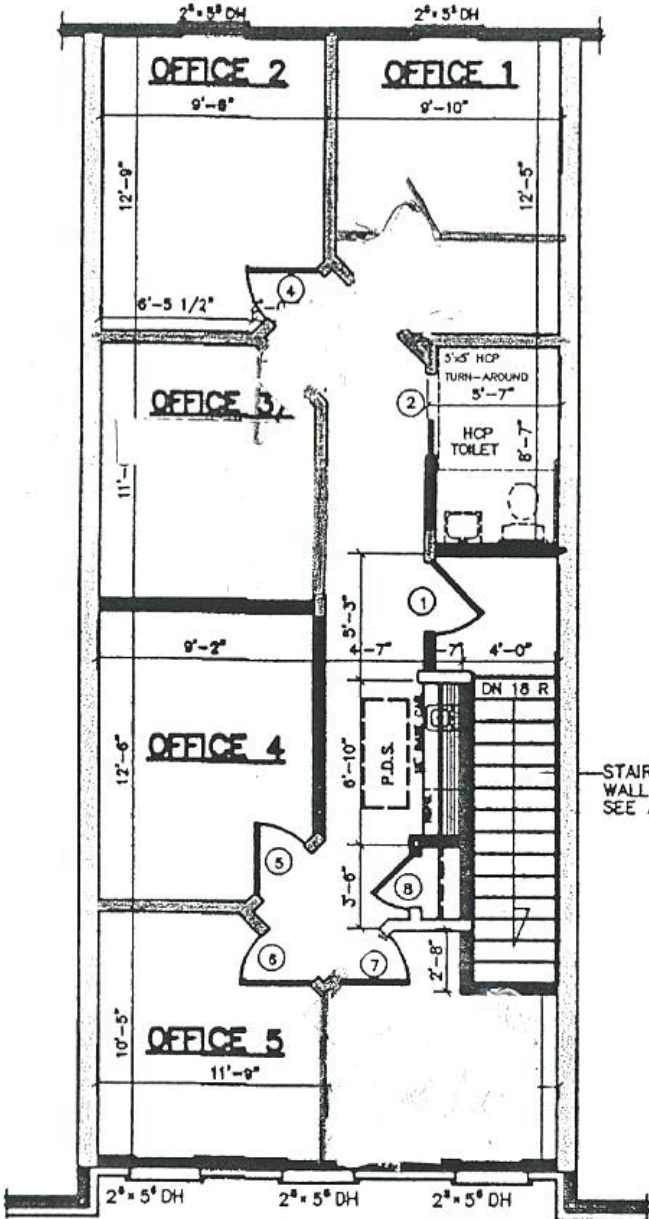 2⁸ x 5⁶ DH
2⁸ x 5⁶ DH
OFFICE 2
OFFICE 1
9'-8"
9'-10"
12'-9"
12'-5"
4
6'-5 1/2"
5'x5' HCP
TURN-AROUND
5'-7"
OFFICE 3
2
HCP
TOILET
8'-7"
11'-
1
5'-3"
9'-2"
4'-7"
-7"
4'-0"
DN 18 R
OFFICE 4
12'-6"
6'-10"
P.D.S.
STAIR
WALL
SEE
5
3'-6"
8
6
7
2'-8"
OFFICE 5
10'-5"
11'-9"
2⁸ x 5⁶ DH
2⁸ x 5⁶ DH
2⁸ x 5⁶ DH